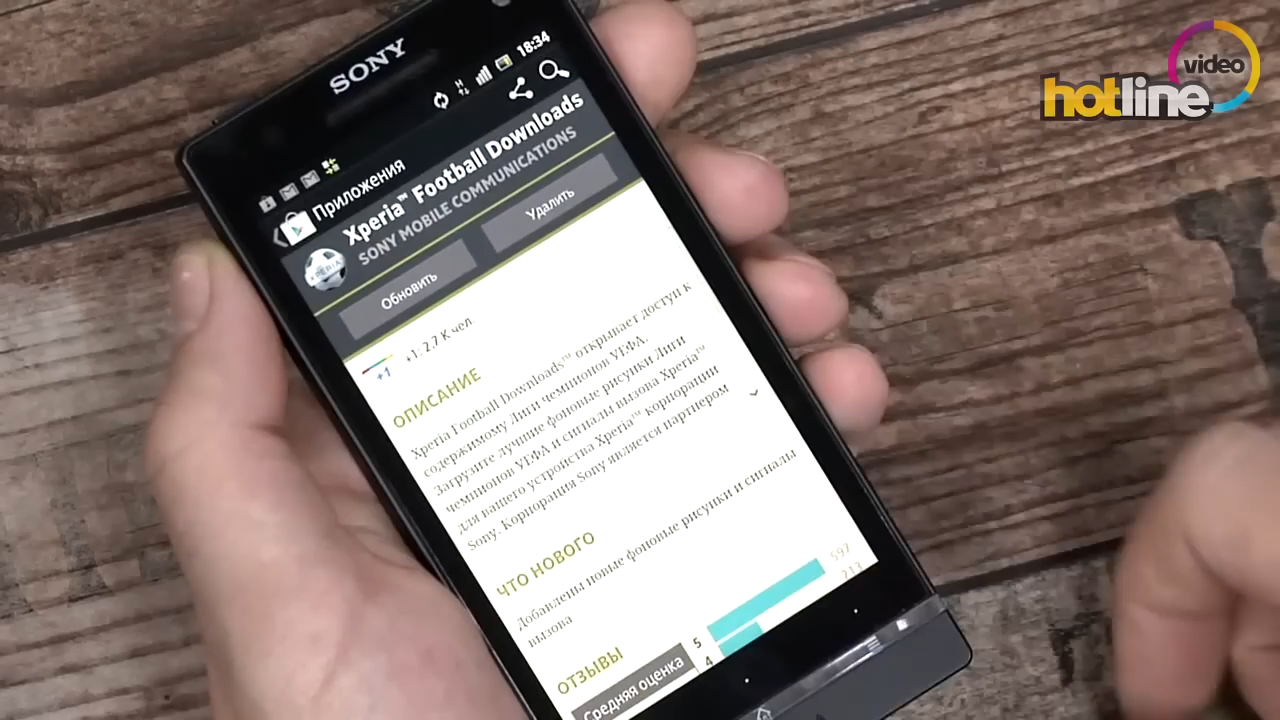 hotline
video
SONY
18:34
Приложения
Xperia™ Football Downloads
SONY MOBILE COMMUNICATIONS
XPERIA
Обновить
Удалить
+1
+1: 2,7 K чел.
ОПИСАНИЕ
Xperia Football Downloads™ открывает доступ к
содержимому Лиги чемпионов УЕФА.
Загрузите лучшие фоновые рисунки Лиги
чемпионов УЕФА и сигналы вызова Xperia™
для вашего устройства Xperia™ корпорации
Sony. Корпорация Sony является партнером
ЧТО НОВОГО
Добавлены новые фоновые рисунки и сигналы
вызова
ОТЗЫВЫ
Средняя оценка
5
597
4
213